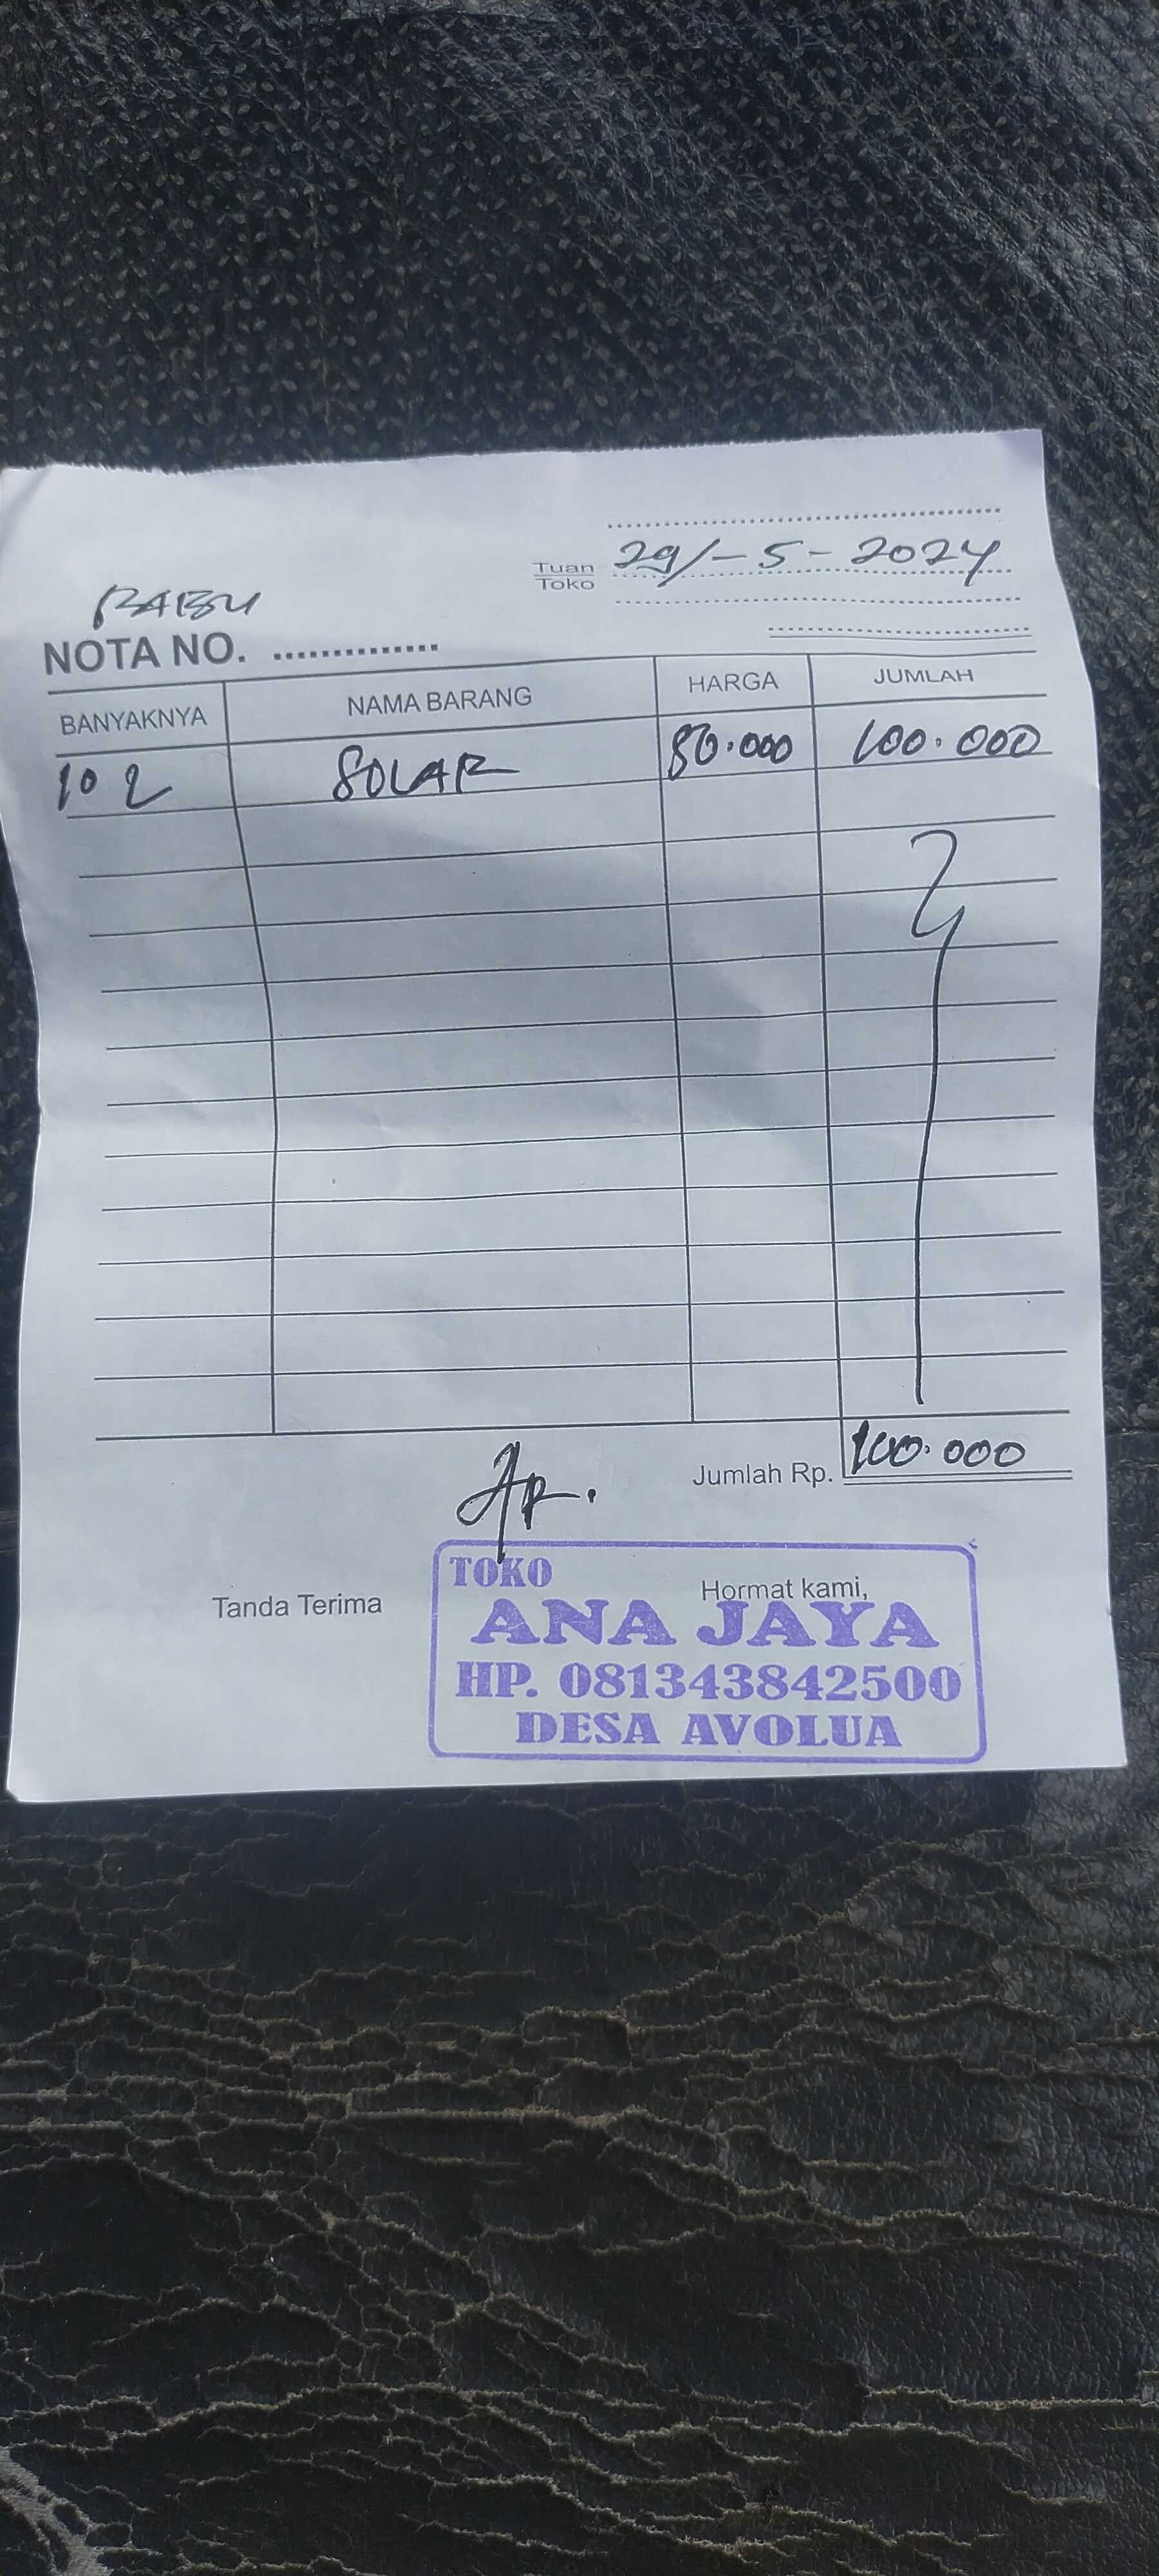 29/-5-2024
Tuan
Toko
RABU
NOTA NO. ...............
BANYAKNYA NAMA BARANG HARGA JUMLAH
10 L SOLAR 50.000 100.000
Jumlah Rp. 100.000
Tanda Terima Hormat kami,
TOKO
ANA JAYA
HP. 081343842500
DESA AVOLUA